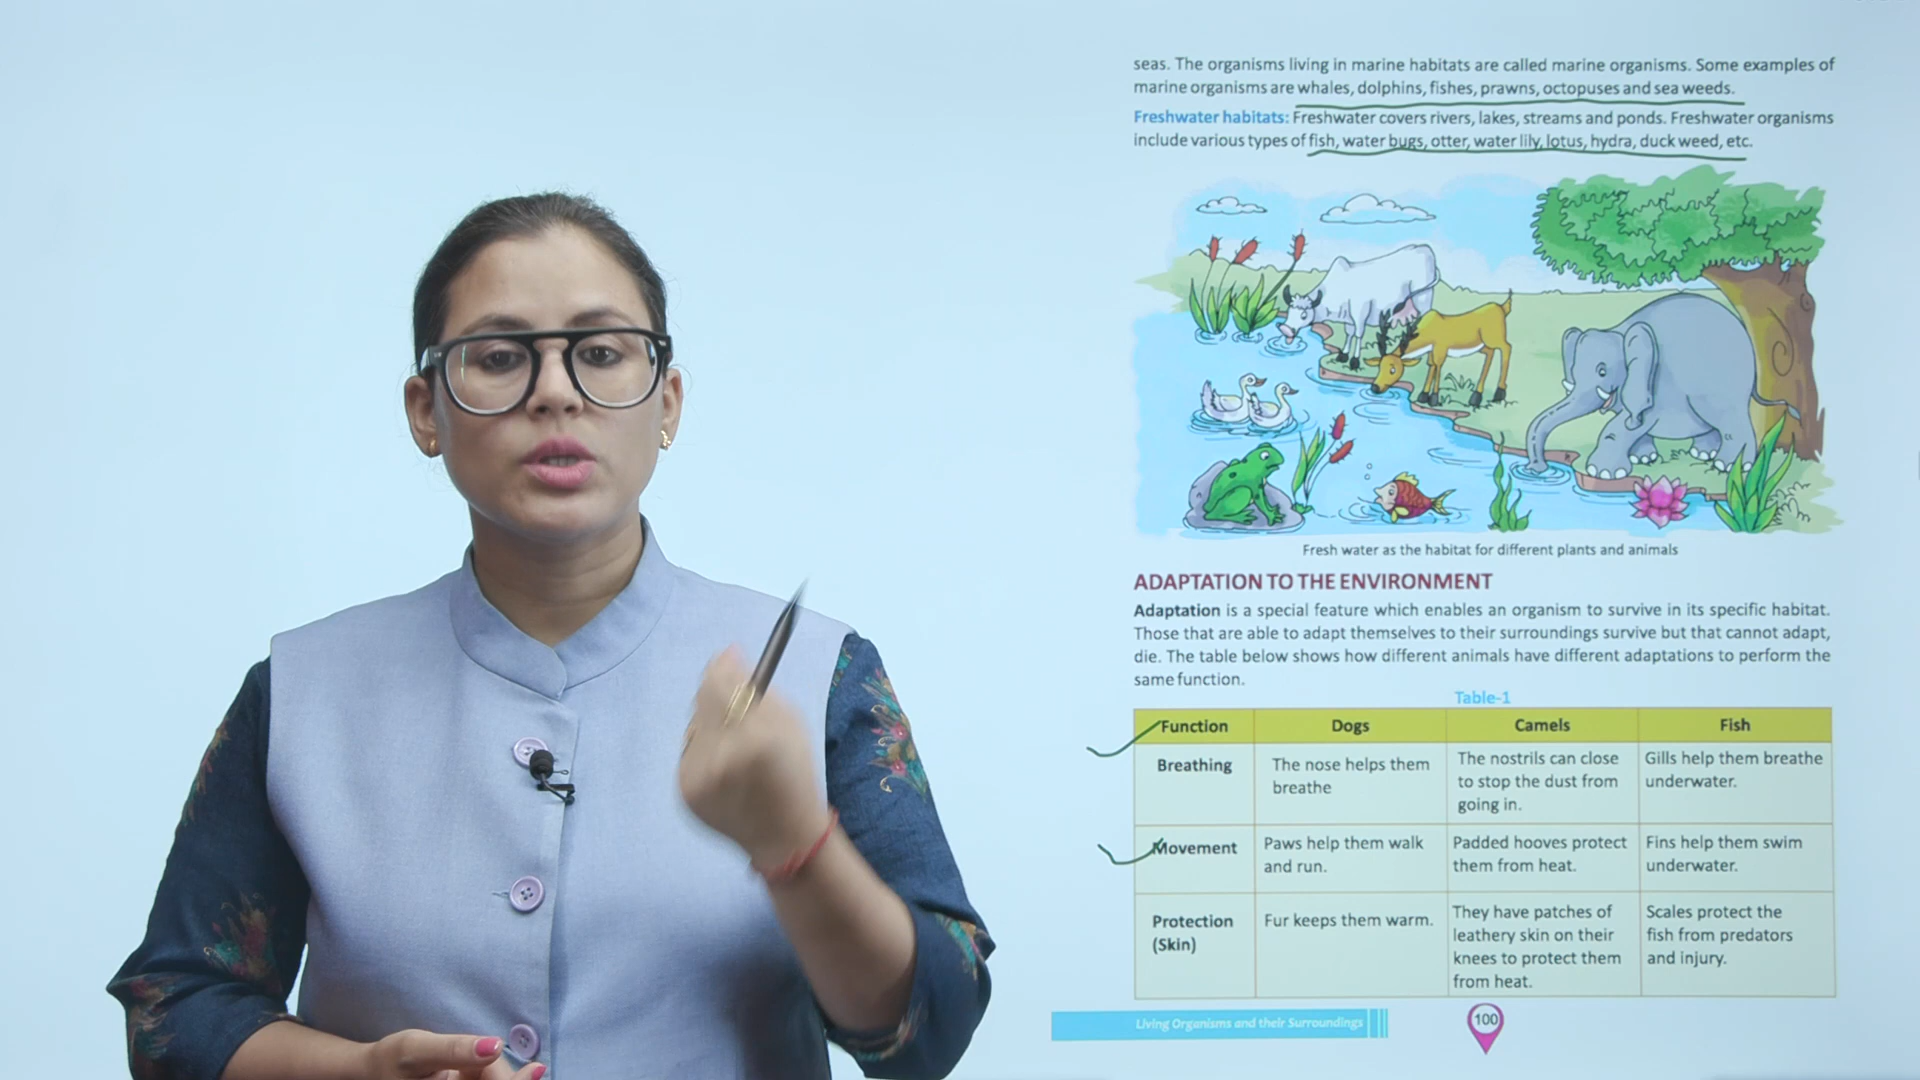 seas. The organisms living in marine habitats are called marine organisms. Some examples of
marine organisms are whales, dolphins, fishes, prawns, octopuses and sea weeds.
Freshwater habitats: Freshwater covers rivers, lakes, streams and ponds. Freshwater organisms
include various types of fish, water bugs, otter, water lily, lotus, hydra, duck weed, etc.
Fresh water as the habitat for different plants and animals
ADAPTATION TO THE ENVIRONMENT
Adaptation is a special feature which enables an organism to survive in its specific habitat.
Those that are able to adapt themselves to their surroundings survive but that cannot adapt,
die. The table below shows how different animals have different adaptations to perform the
same function.
Table-1
Function Dogs Camels Fish
Breathing
The nose helps them
breathe
The nostrils can close
to stop the dust from
going in.
Gills help them breathe
underwater.
Movement
Paws help them walk
and run.
Padded hooves protect
them from heat.
Fins help them swim
underwater.
Protection
(Skin)
Fur keeps them warm.
They have patches of
leathery skin on their
knees to protect them
from heat.
Scales protect the
fish from predators
and injury.
Living Organisms and their Surroundings
100